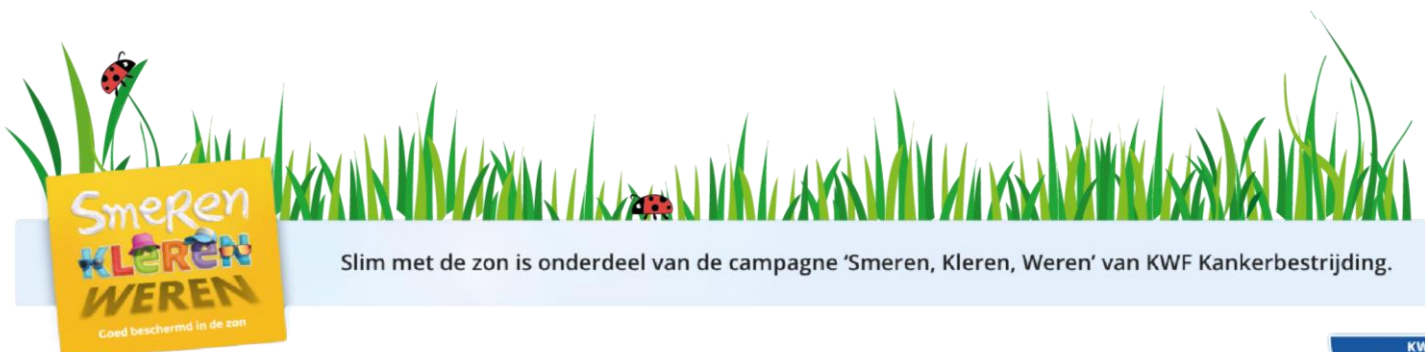 Smeren
KLEREN
WEREN
Goed beschermd in de zon
Slim met de zon is onderdeel van de campagne ‘Smeren, Kleren, Weren’ van KWF Kankerbestrijding.